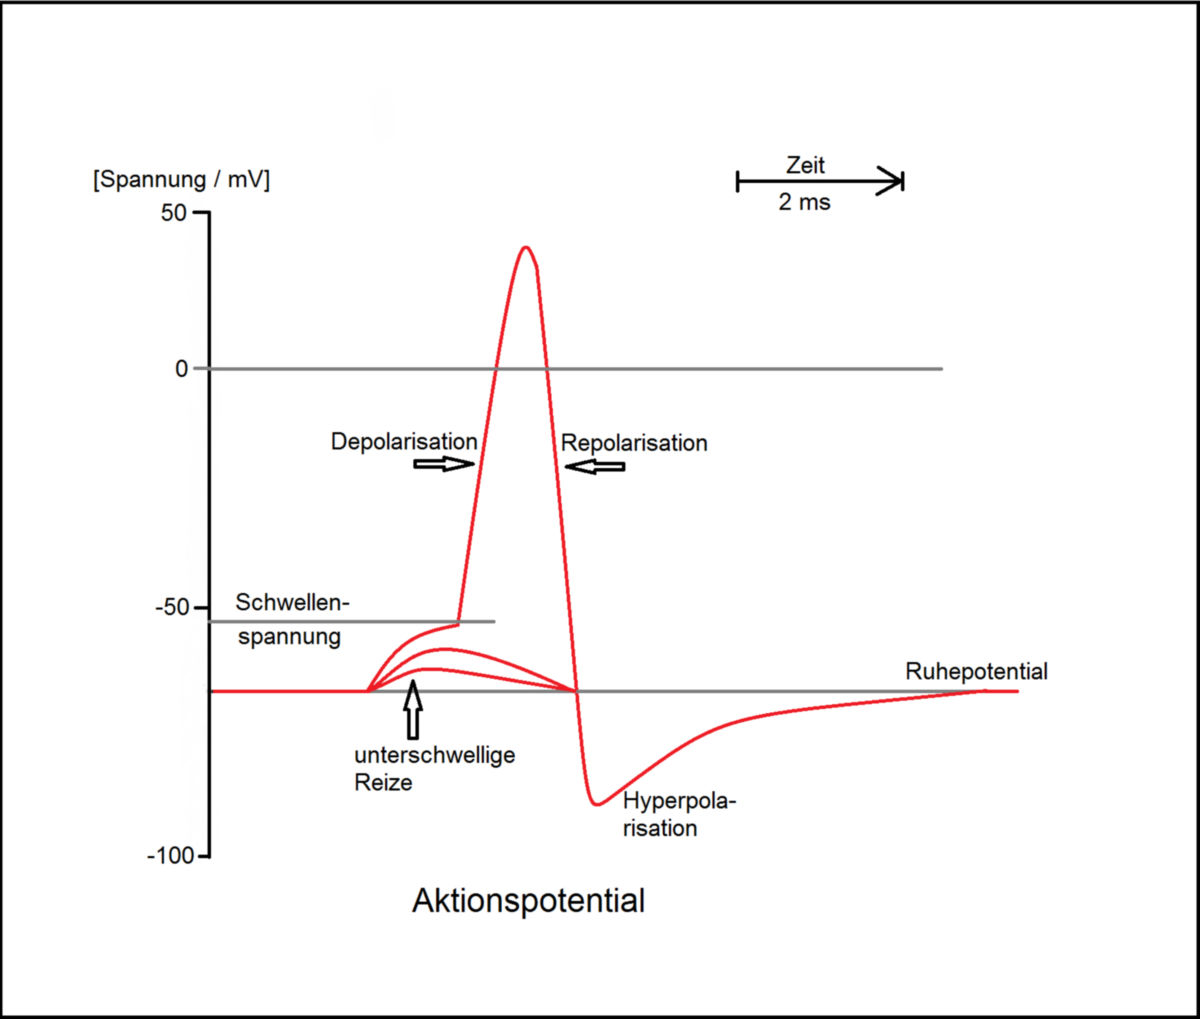 [Spannung / mV]
Zeit
2 ms
50
0
Depolarisation
Repolarisation
-50
Schwellen-
spannung
Ruhepotential
unterschwellige
Reize
Hyperpola-
risation
-100
Aktionspotential